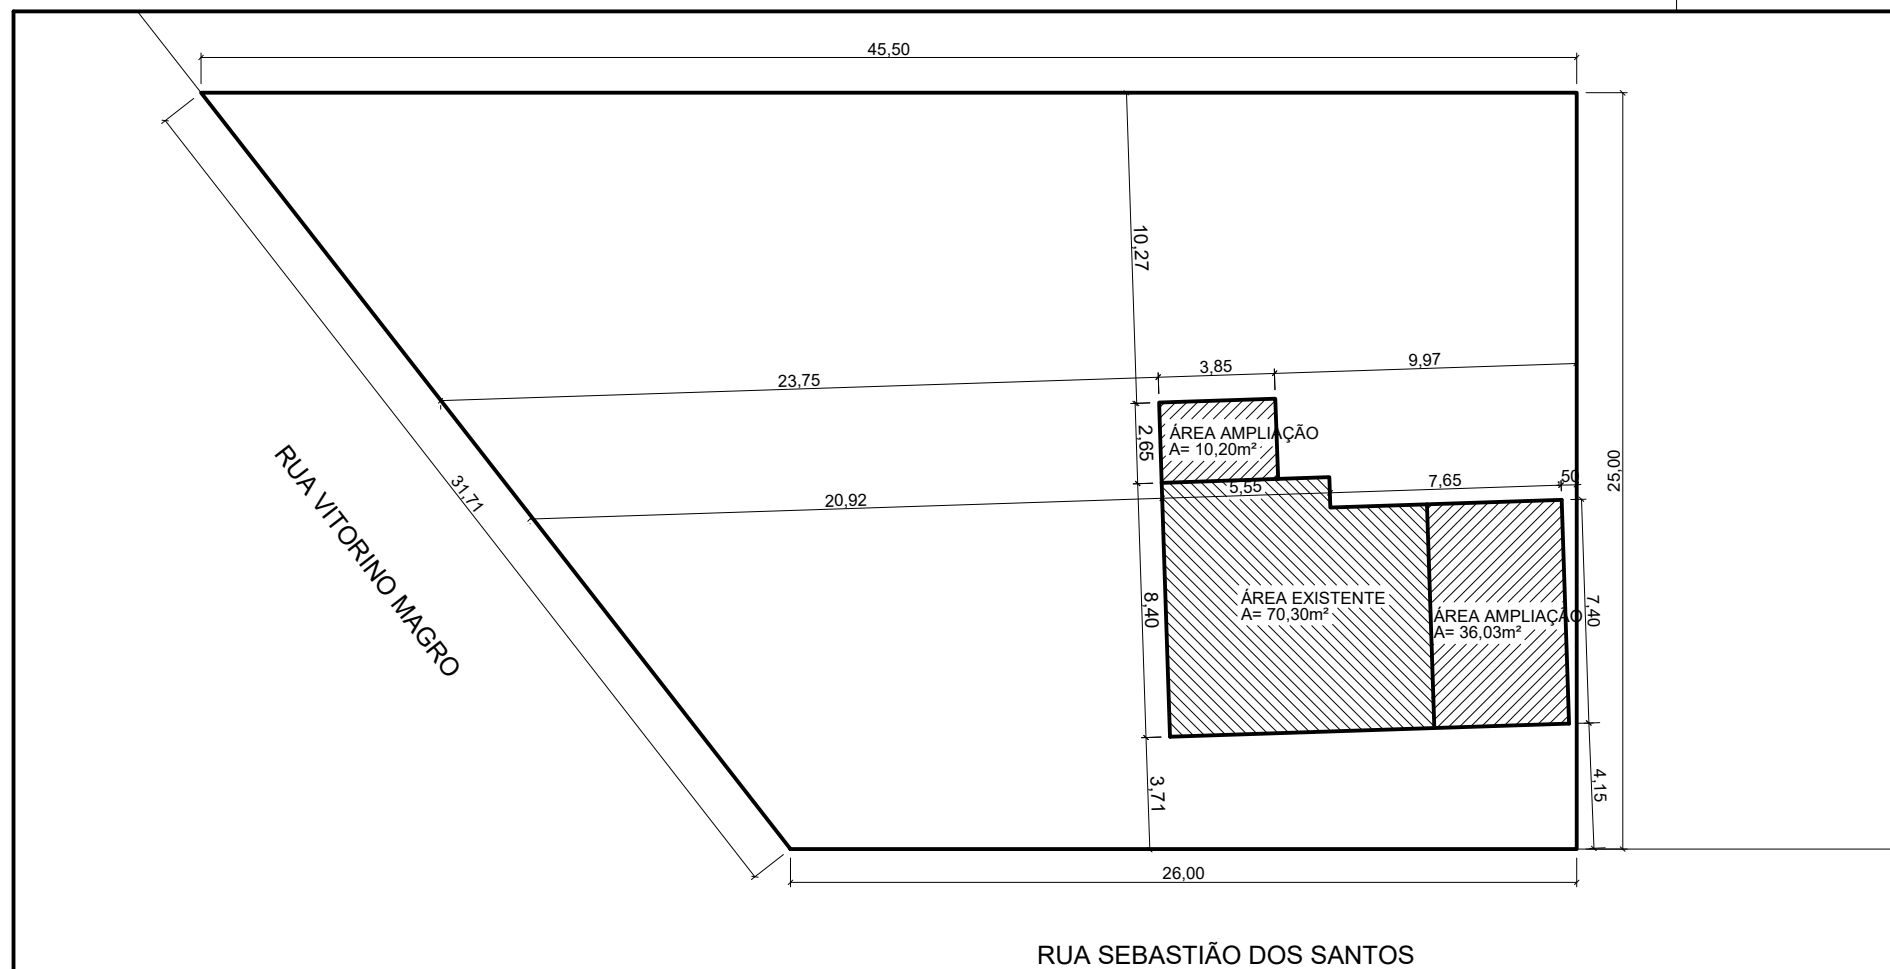 45,50
10,27
23,75
3,85
9,97
2,65
ÁREA AMPLIAÇÃO
A= 10,20m²
RUA VITORINO MAGRO
31,71
20,92
5,55
7,65
50
25,00
8,40
ÁREA EXISTENTE
A= 70,30m²
ÁREA AMPLIAÇÃO
A= 36,03m²
7,40
3,71
4,15
26,00
RUA SEBASTIÃO DOS SANTOS